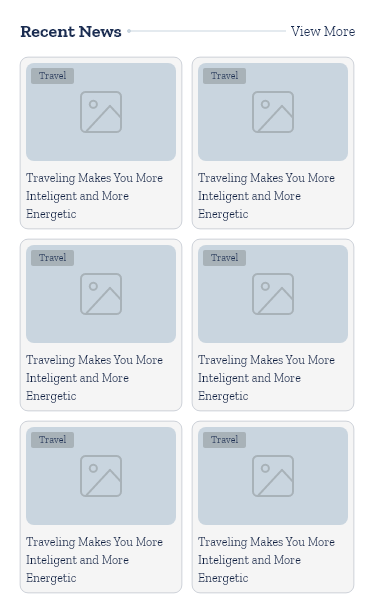 Recent News View More
Travel
Traveling Makes You More
Inteligent and More
Energetic
Travel
Traveling Makes You More
Inteligent and More
Energetic
Travel
Traveling Makes You More
Inteligent and More
Energetic
Travel
Traveling Makes You More
Inteligent and More
Energetic
Travel
Traveling Makes You More
Inteligent and More
Energetic
Travel
Traveling Makes You More
Inteligent and More
Energetic